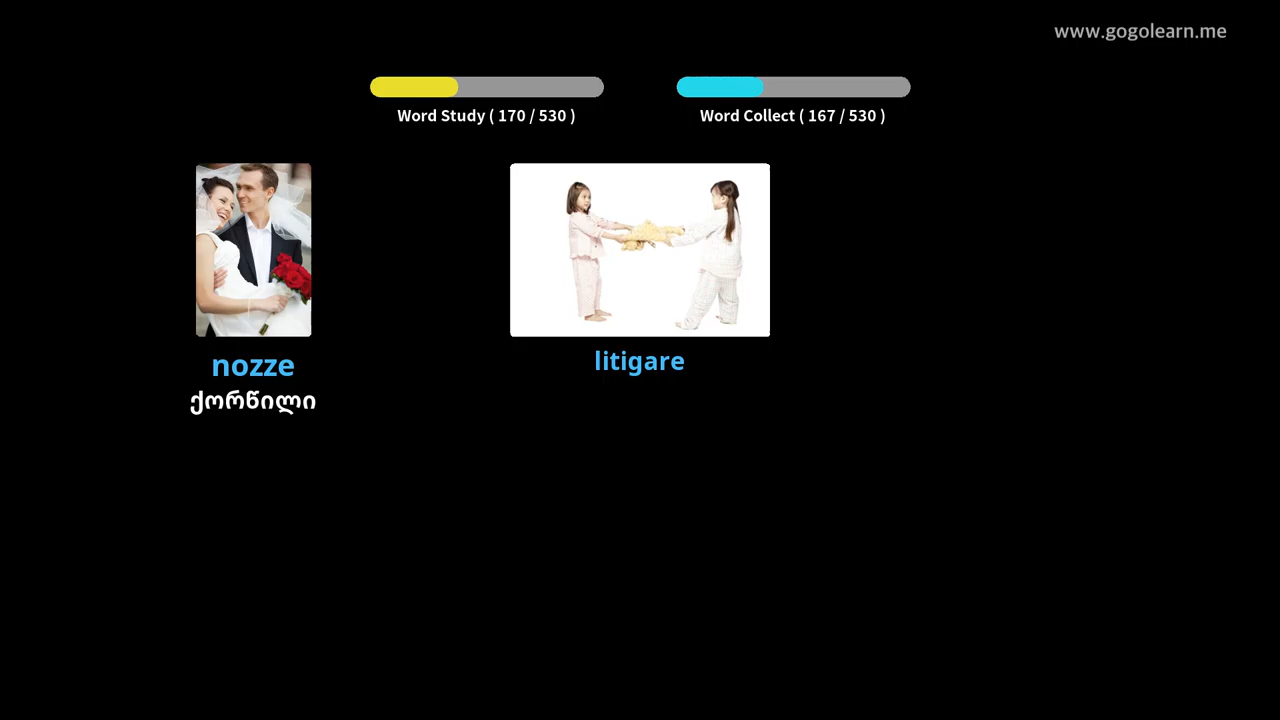 www.gogolearn.me
Word Study ( 170 / 530 )
Word Collect ( 167 / 530 )
nozze
ქორწილი
litigare